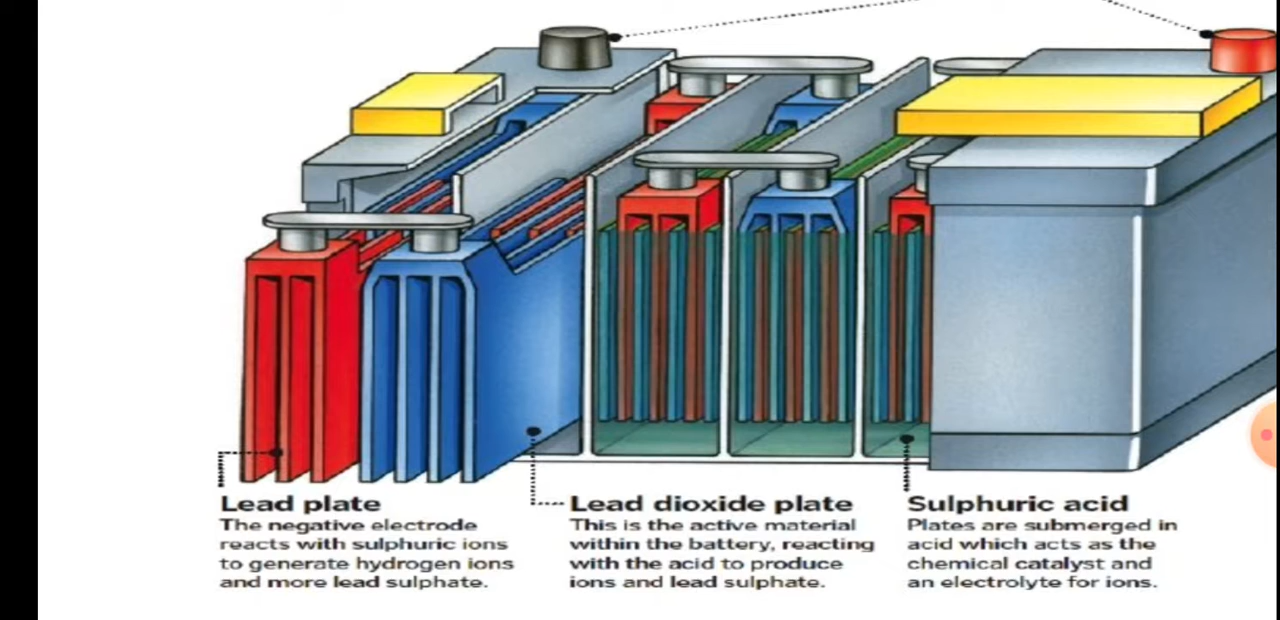 Lead plate
The negative electrode
reacts with sulphuric ions
to generate hydrogen ions
and more lead sulphate.
Lead dioxide plate
This is the active material
within the battery, reacting
with the acid to produce
ions and lead sulphate.
Sulphuric acid
Plates are submerged in
acid which acts as the
chemical catalyst and
an electrolyte for ions.